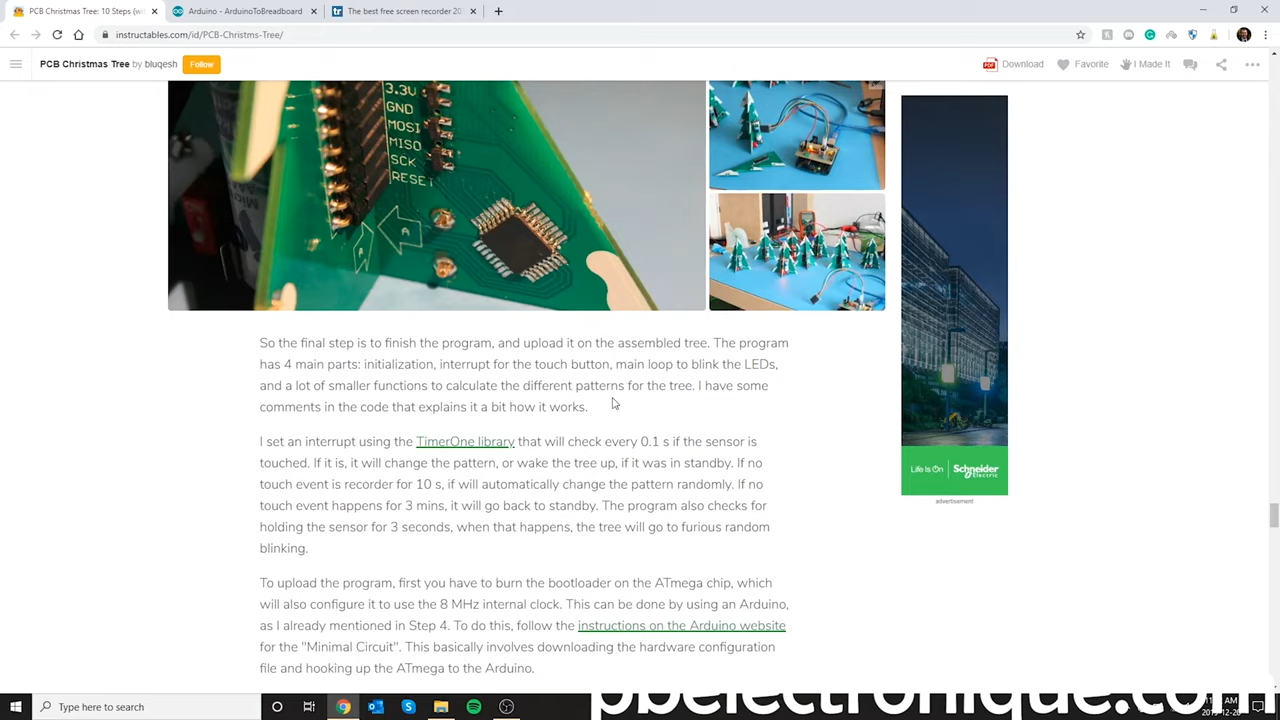 PCB Christmas Tree: 10 Steps (wit
Arduino - ArduinoToBreadboard
The best free screen recorder 20
instructables.com/id/PCB-Christms-Tree/
PCB Christmas Tree by bluqesh
Follow
Download
Favorite
I Made It
3.3V
GND
MOSI
MISO
SCK
RESET
A
A
So the final step is to finish the program, and upload it on the assembled tree. The program
has 4 main parts: initialization, interrupt for the touch button, main loop to blink the LEDs,
and a lot of smaller functions to calculate the different patterns for the tree. I have some
comments in the code that explains it a bit how it works.
I set an interrupt using the TimerOne library that will check every 0.1 s if the sensor is
touched. If it is, it will change the pattern, or wake the tree up, if it was in standby. If no
touch event is recorder for 10 s, if will automatically change the pattern randomly. If no
touch event happens for 3 mins, it will go back to standby. The program also checks for
holding the sensor for 3 seconds, when that happens, the tree will go to furious random
blinking.
To upload the program, first you have to burn the bootloader on the ATmega chip, which
will also configure it to use the 8 MHz internal clock. This can be done by using an Arduino,
as I already mentioned in Step 4. To do this, follow the instructions on the Arduino website
for the "Minimal Circuit". This basically involves downloading the hardware configuration
file and hooking up the ATmega to the Arduino.
Life Is On
Schneider
Electric
advertisement
Type here to search
pbelectronique.com
AM